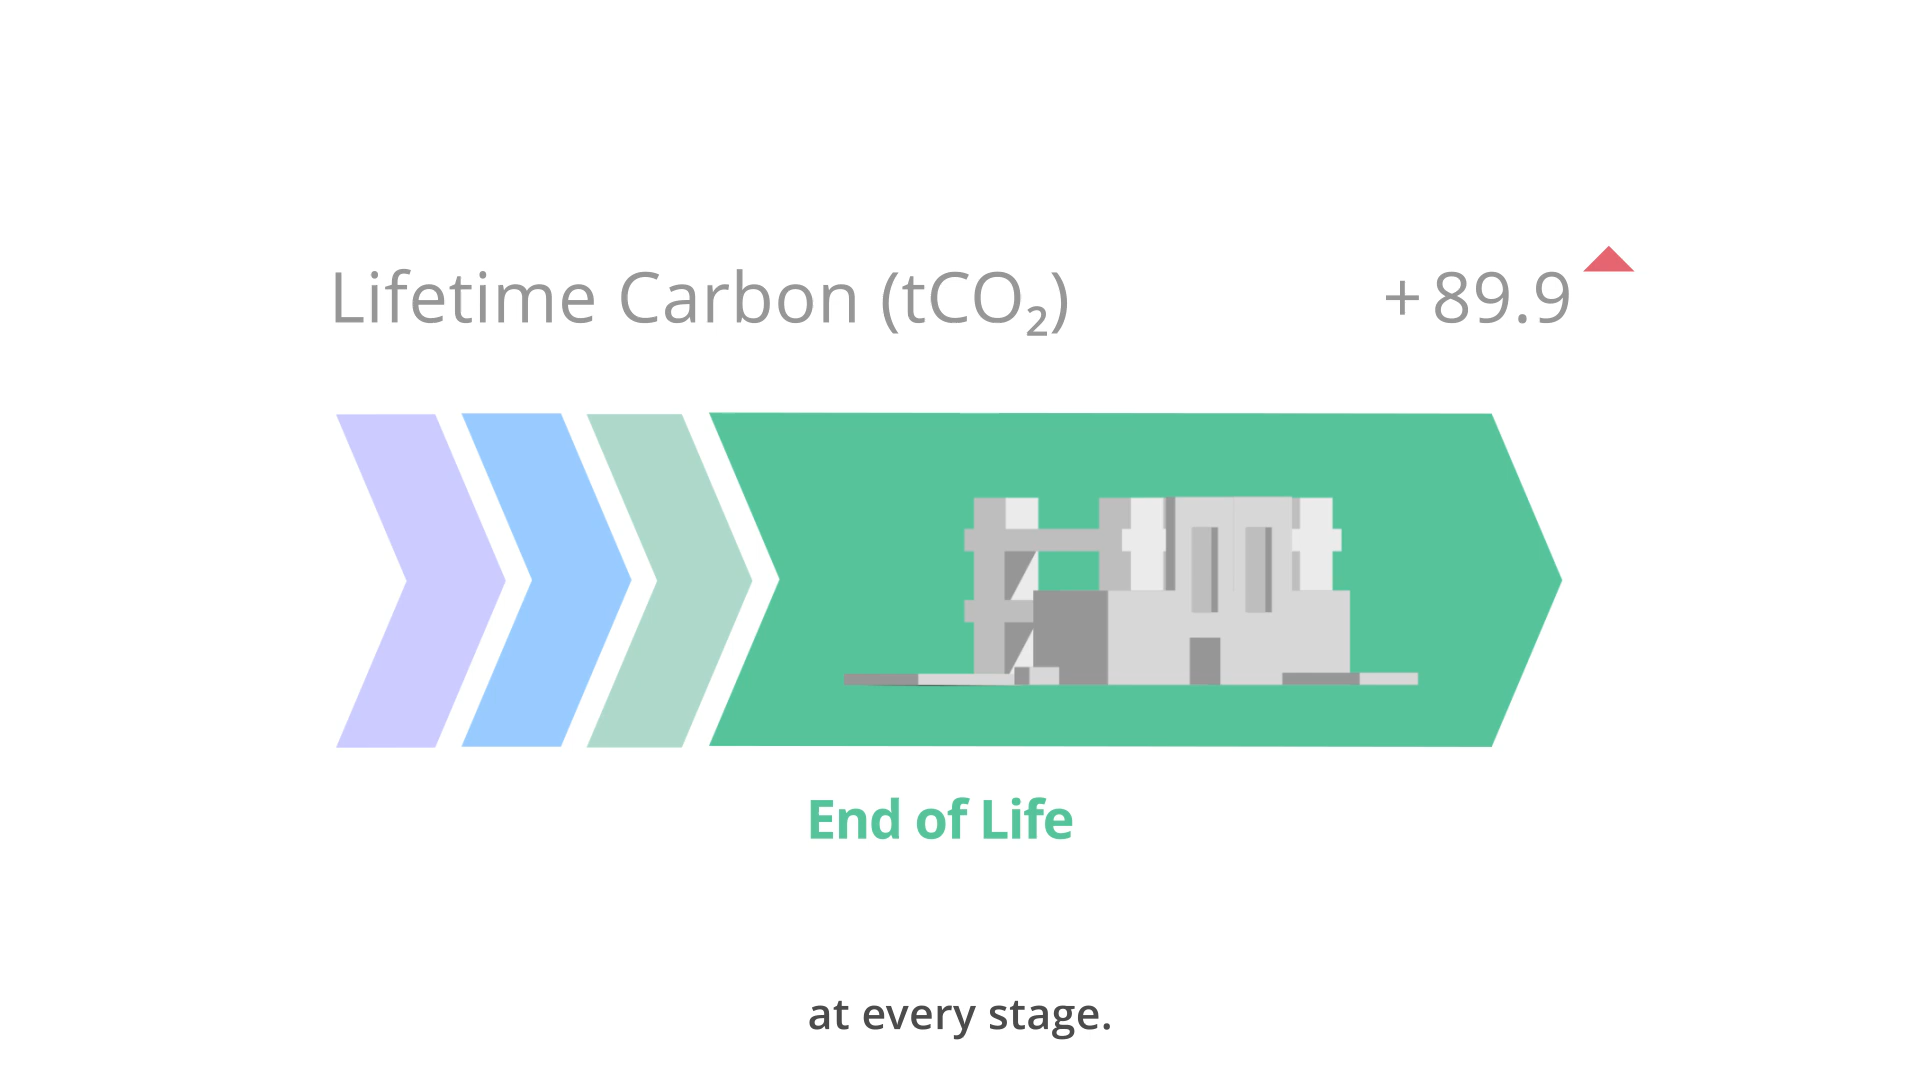 Lifetime Carbon (tCO₂) +89.9
End of Life
at every stage.